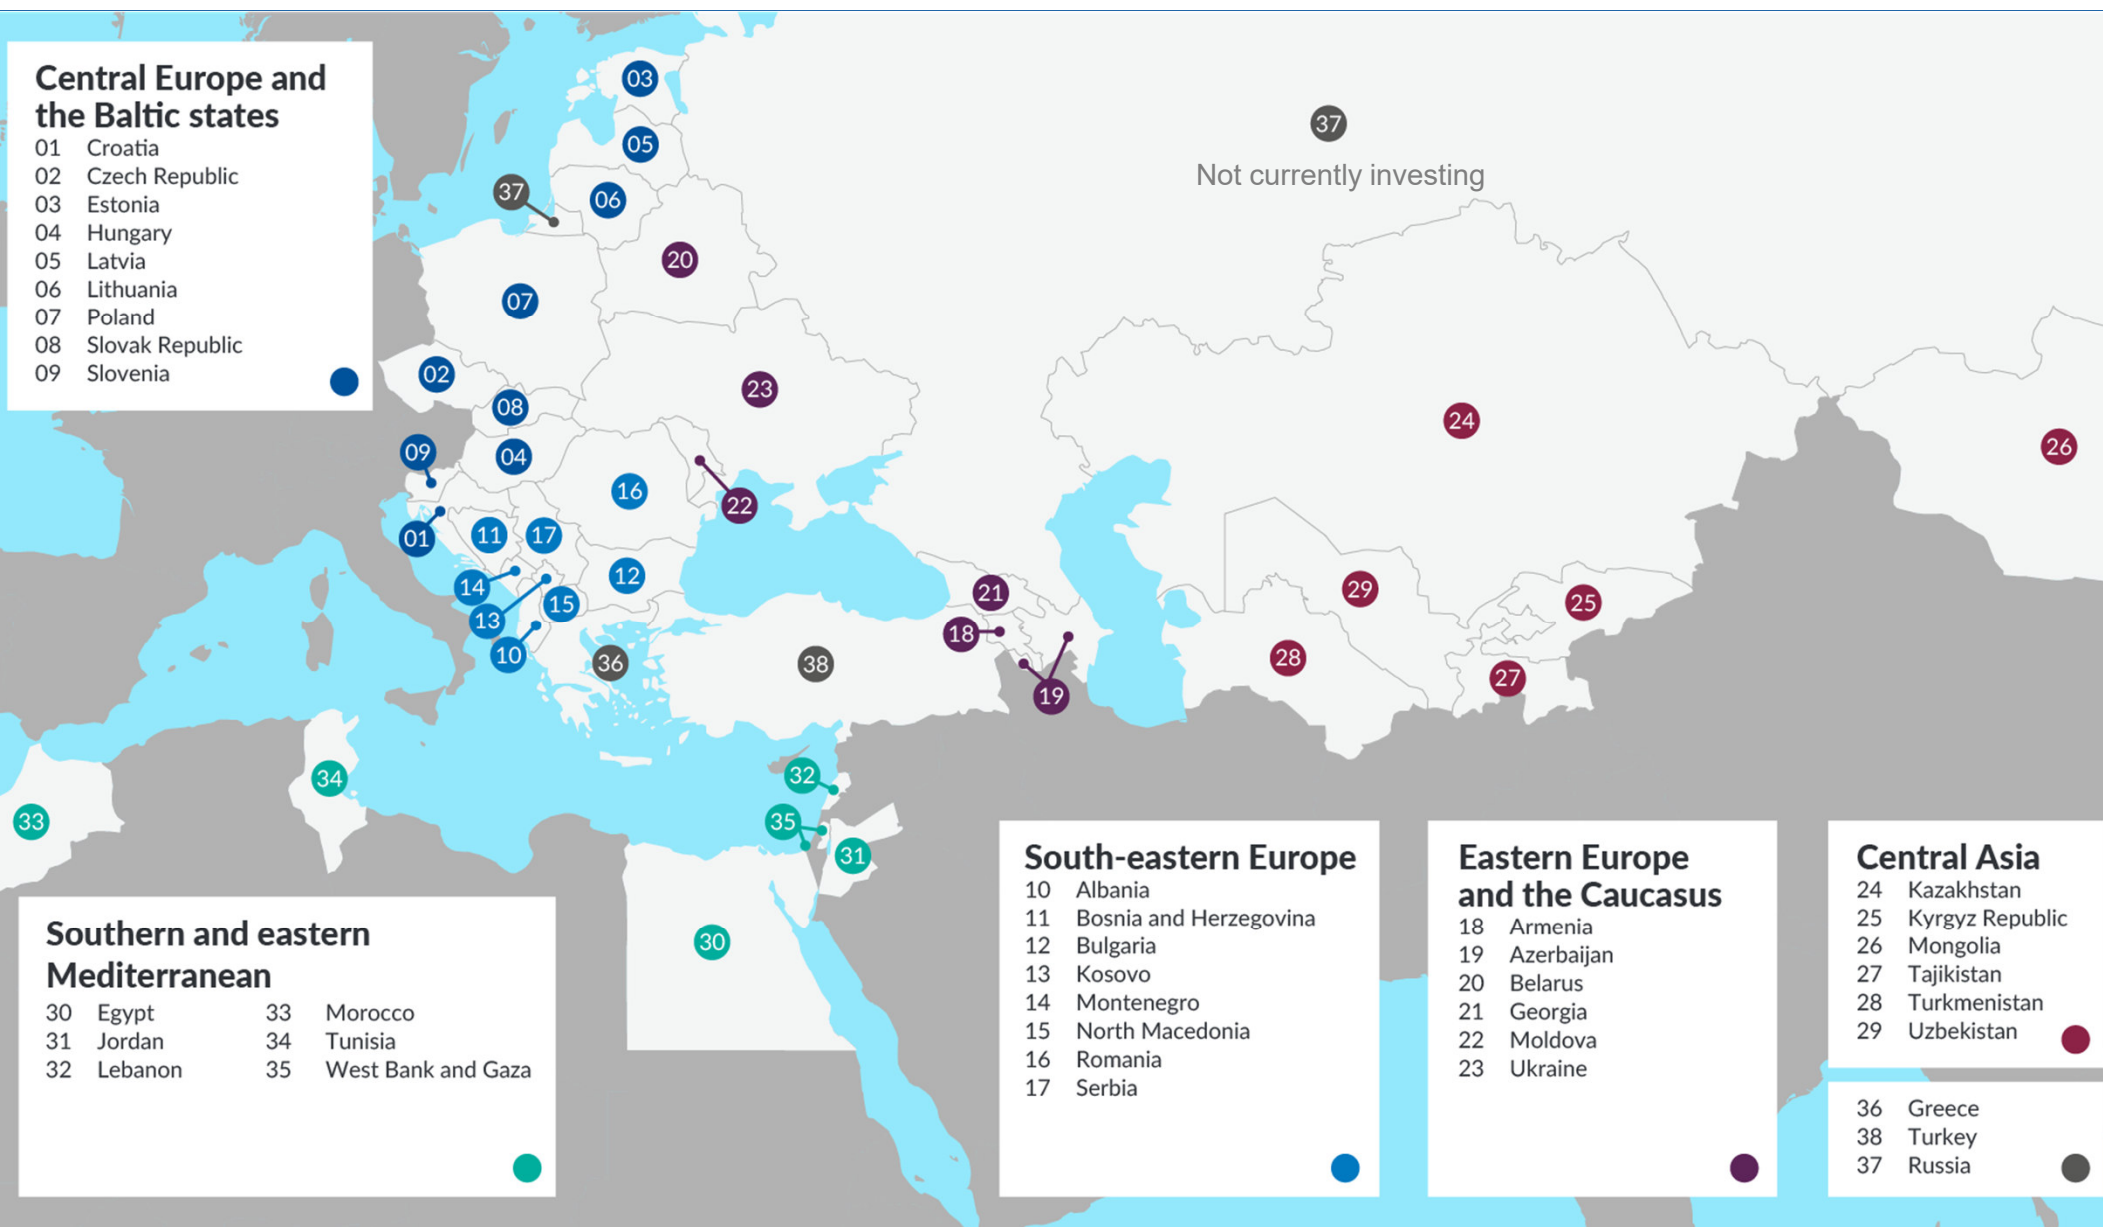 Central Europe and
the Baltic states
01 Croatia
02 Czech Republic
03 Estonia
04 Hungary
05 Latvia
06 Lithuania
07 Poland
08 Slovak Republic
09 Slovenia
03
05
37
06
20
07
02
08
23
09
04
16
22
01
11
17
14
12
13
15
10
36
38
21
18
19
37
Not currently investing
24
26
29
25
28
27
34
33
32
35
31
30
Southern and eastern
Mediterranean
30 Egypt 33 Morocco
31 Jordan 34 Tunisia
32 Lebanon 35 West Bank and Gaza
South-eastern Europe
10 Albania
11 Bosnia and Herzegovina
12 Bulgaria
13 Kosovo
14 Montenegro
15 North Macedonia
16 Romania
17 Serbia
Eastern Europe
and the Caucasus
18 Armenia
19 Azerbaijan
20 Belarus
21 Georgia
22 Moldova
23 Ukraine
Central Asia
24 Kazakhstan
25 Kyrgyz Republic
26 Mongolia
27 Tajikistan
28 Turkmenistan
29 Uzbekistan
36 Greece
38 Turkey
37 Russia